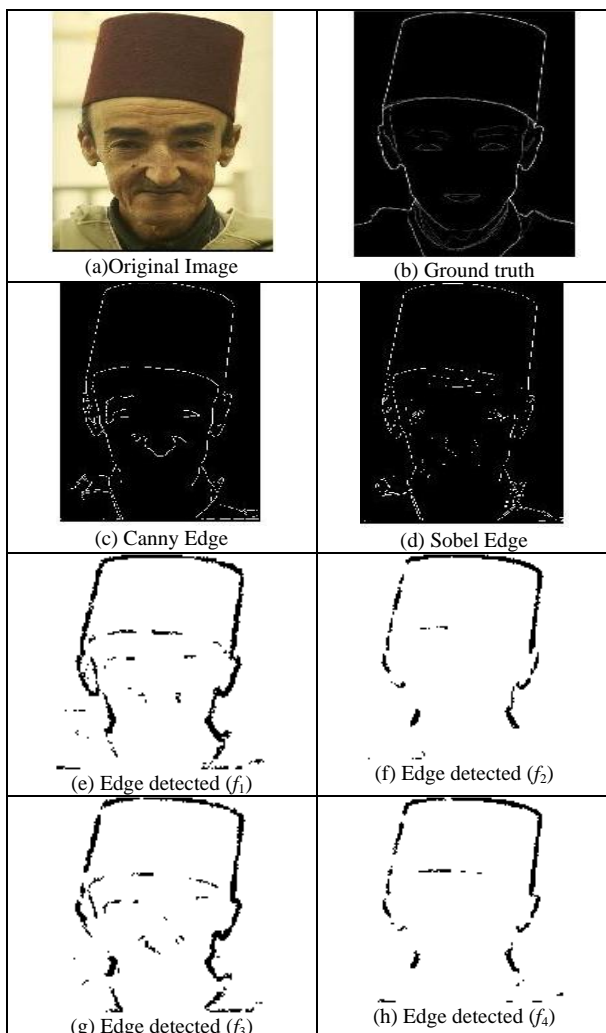 (a)Original Image
(b) Ground truth
(c) Canny Edge
(d) Sobel Edge
(e) Edge detected (f₁)
(f) Edge detected (f₂)
(g) Edge detected (f₃)
(h) Edge detected (f₄)